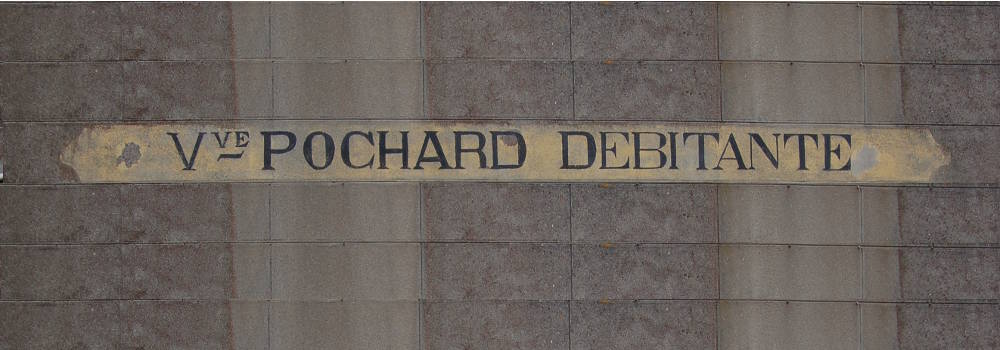 Vᵛᴱ POCHARD DEBITANTE